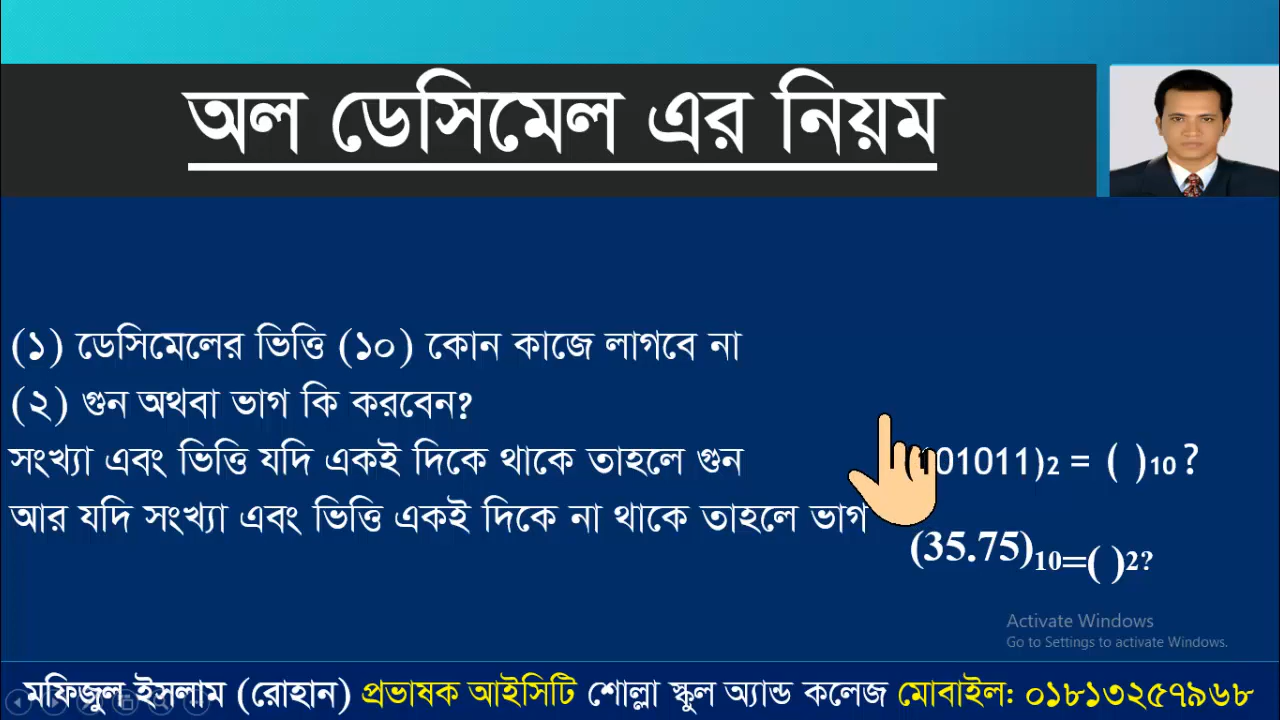 অল ডেসিমেল এর নিয়ম
(১) ডেসিমেলের ভিত্তি (১০) কোন কাজে লাগবে না
(২) গুন অথবা ভাগ কি করবেন?
সংখ্যা এবং ভিত্তি যদি একই দিকে থাকে তাহলে গুন
আর যদি সংখ্যা এবং ভিত্তি একই দিকে না থাকে তাহলে ভাগ
(101011)2 = ( )10 ?
(35.75)10=( )2?
Activate Windows
Go to Settings to activate Windows.
মফিজুল ইসলাম (রোহান) প্রভাষক আইসিটি শোল্লা স্কুল অ্যান্ড কলেজ মোবাইল: ০১৮১৩২৫৭৯৬৮